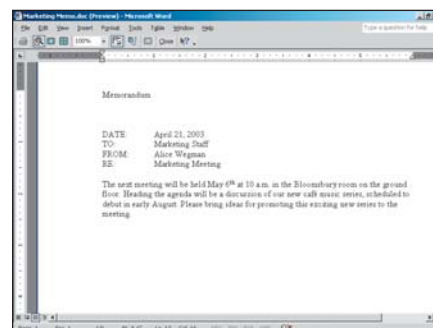 Marketing Memo.doc (Preview) - Microsoft Word
File Edit View Insert Format Tools Table Window Help
Type a question for help
100% Close
Memorandum
DATE: April 21, 2003
TO: Marketing Staff
FROM: Alice Wegman
RE: Marketing Meeting
The next meeting will be held May 6th at 10 a.m. in the Bloomsbury room on the ground
floor. Heading the agenda will be a discussion of our new café music series, scheduled to
debut in early August. Please bring ideas for promoting this exciting new series to the
meeting.